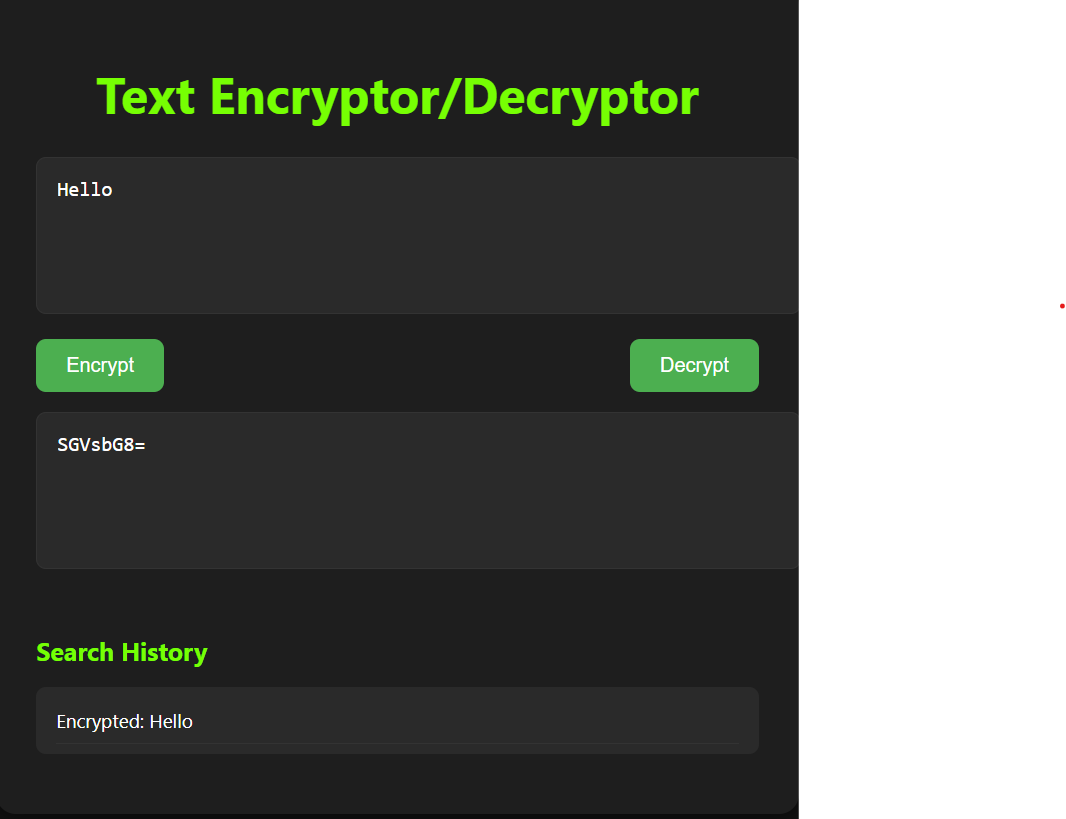 Text Encryptor/Decryptor
Hello
Encrypt
Decrypt
SGVsbG8=
Search History
Encrypted: Hello